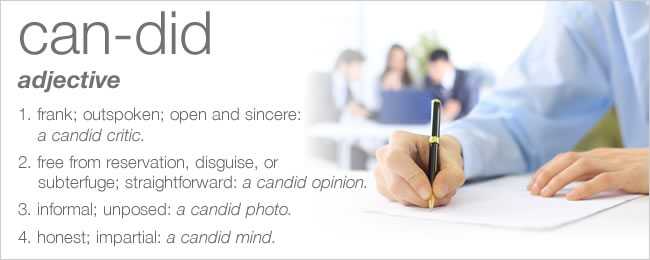 can-did
adjective
1. frank; outspoken; open and sincere:
a candid critic.
2. free from reservation, disguise, or
subterfuge; straightforward: a candid opinion.
3. informal; unposed: a candid photo.
4. honest; impartial: a candid mind.